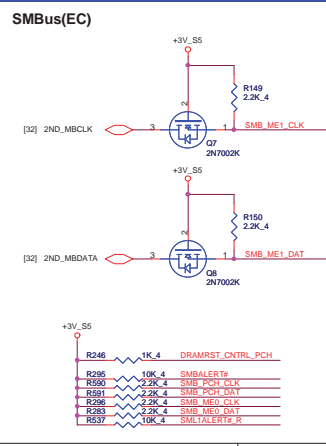 SMBus(EC)
+3V_S5
R149
2.2K_4
2
[32] 2ND_MBCLK 3 1 SMB_ME1_CLK
Q7
2N7002K
+3V_S5
R150
2.2K_4
2
[32] 2ND_MBDATA 3 1 SMB_ME1_DAT
Q8
2N7002K
+3V_S5
R246 1K_4 DRAMRST_CNTRL_PCH
R295 10K_4 SMBALERT#
R590 2.2K_4 SMB_PCH_CLK
R591 2.2K_4 SMB_PCH_DAT
R296 2.2K_4 SMB_ME0_CLK
R283 2.2K_4 SMB_ME0_DAT
R537 10K_4 SML1ALERT#_R